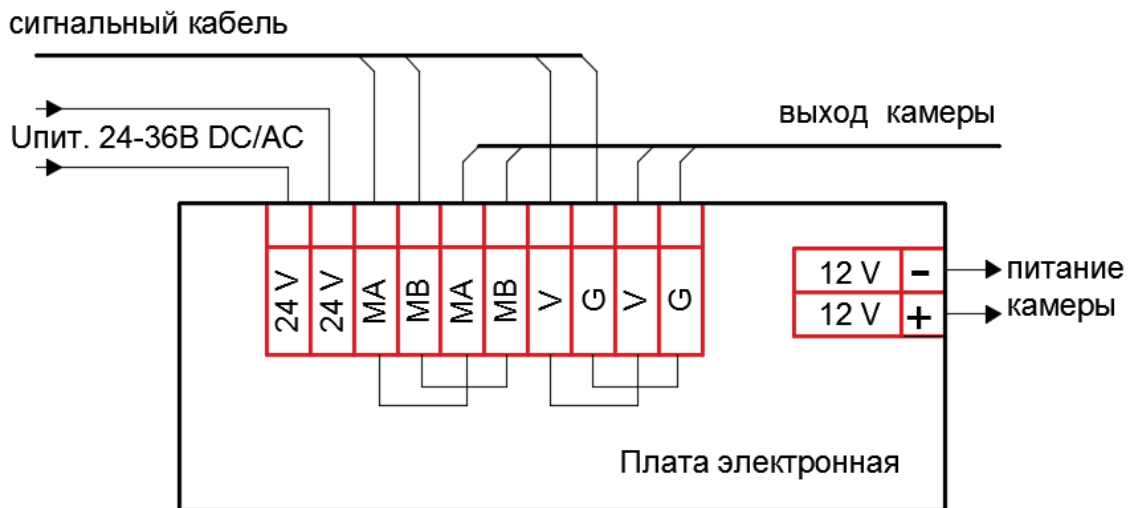 сигнальный кабель
Uпит. 24-36В DC/AC
выход камеры
24 V 24 V MA MB MA MB V G V G
12 V - питание
12 V + камеры
Плата электронная